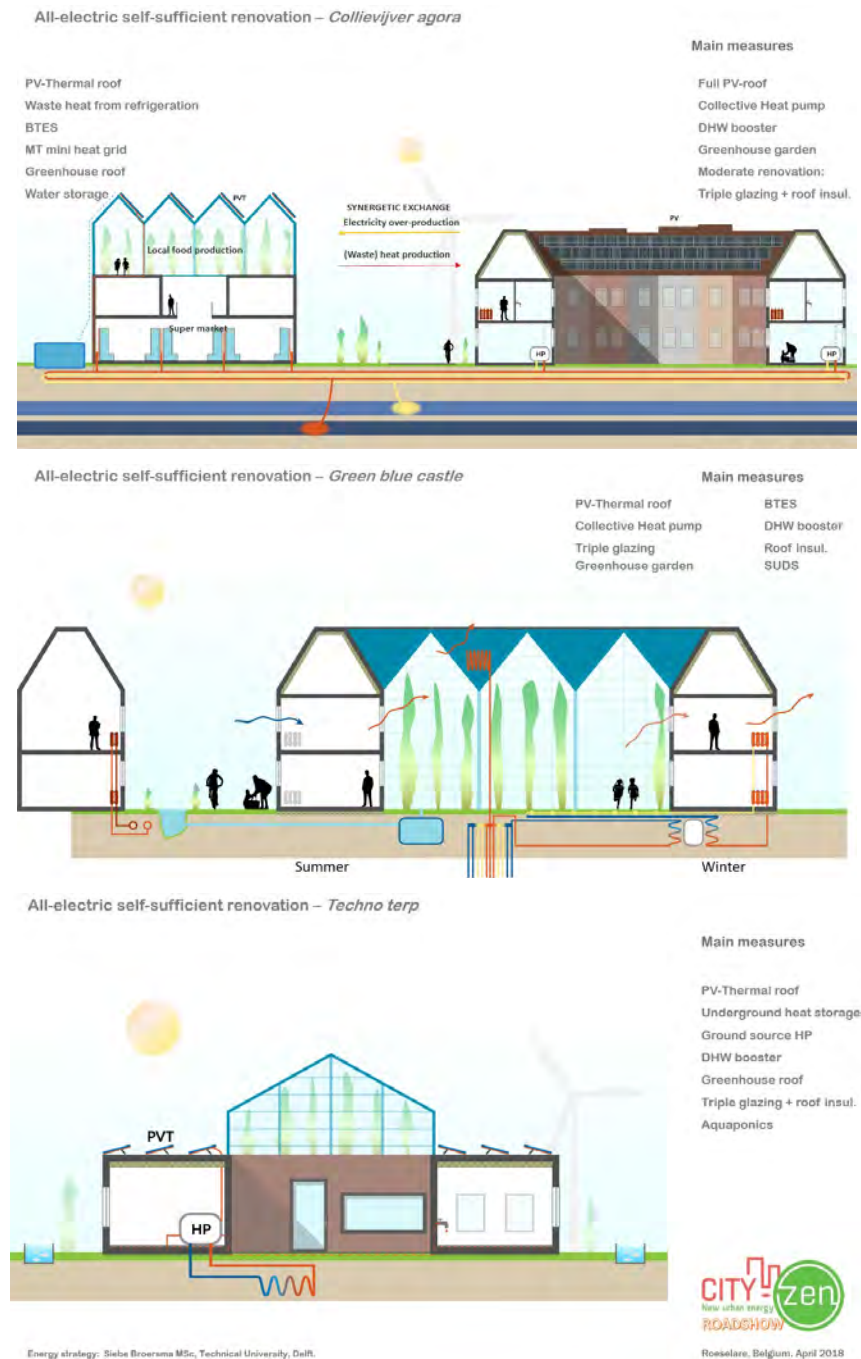 All-electric self-sufficient renovation – Collievijver agora
Main measures
PV-Thermal roof
Waste heat from refrigeration
BTES
MT mini heat grid
Greenhouse roof
Water storage
Full PV-roof
Collective Heat pump
DHW booster
Greenhouse garden
Moderate renovation:
Triple glazing + roof insul.
PVT
SYNERGETIC EXCHANGE
Electricity over-production
(Waste) heat production
PV
Local food production
Super market
HP
HP
All-electric self-sufficient renovation – Green blue castle
Main measures
PV-Thermal roof
Collective Heat pump
Triple glazing
Greenhouse garden
BTES
DHW booster
Roof insul.
SUDS
Summer
Winter
All-electric self-sufficient renovation – Techno terp
Main measures
PV-Thermal roof
Underground heat storage
Ground source HP
DHW booster
Greenhouse roof
Triple glazing + roof insul.
Aquaponics
PVT
HP
CITY-zen
New urban energy
ROADSHOW
Energy strategy: Siebe Broersma MSc, Technical University, Delft.
Roeselare, Belgium. April 2018